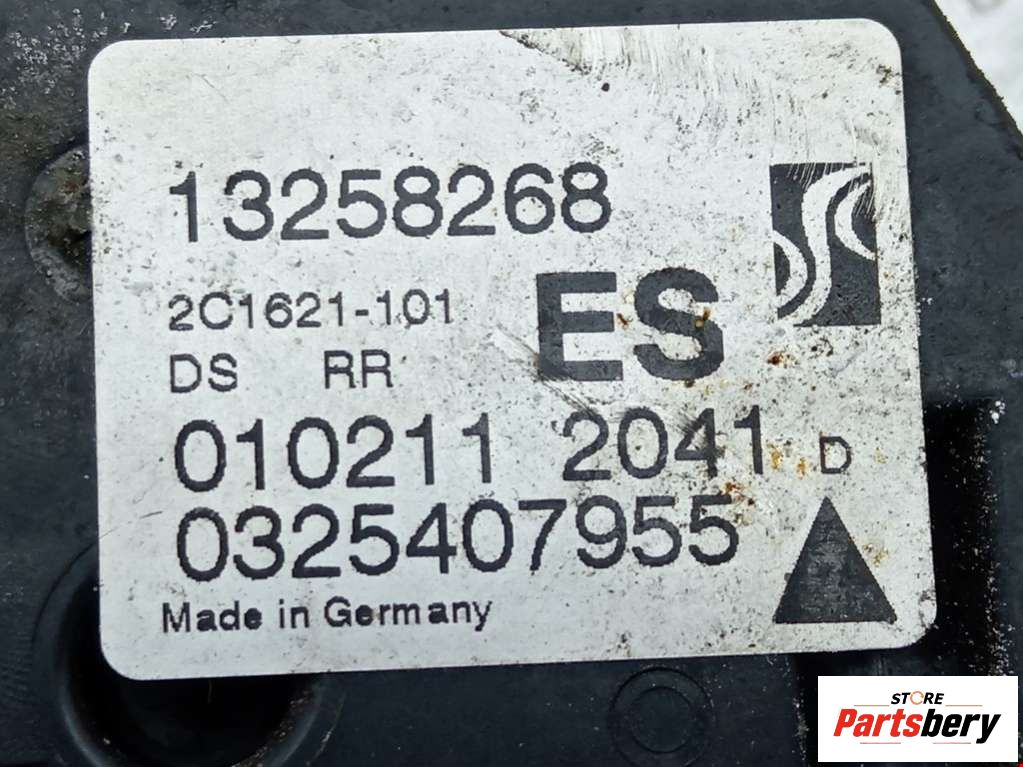 13258268
2C1621-101
ES
DS RR
010211 2041 D
0325407955
Made in Germany
STORE
Partsbery